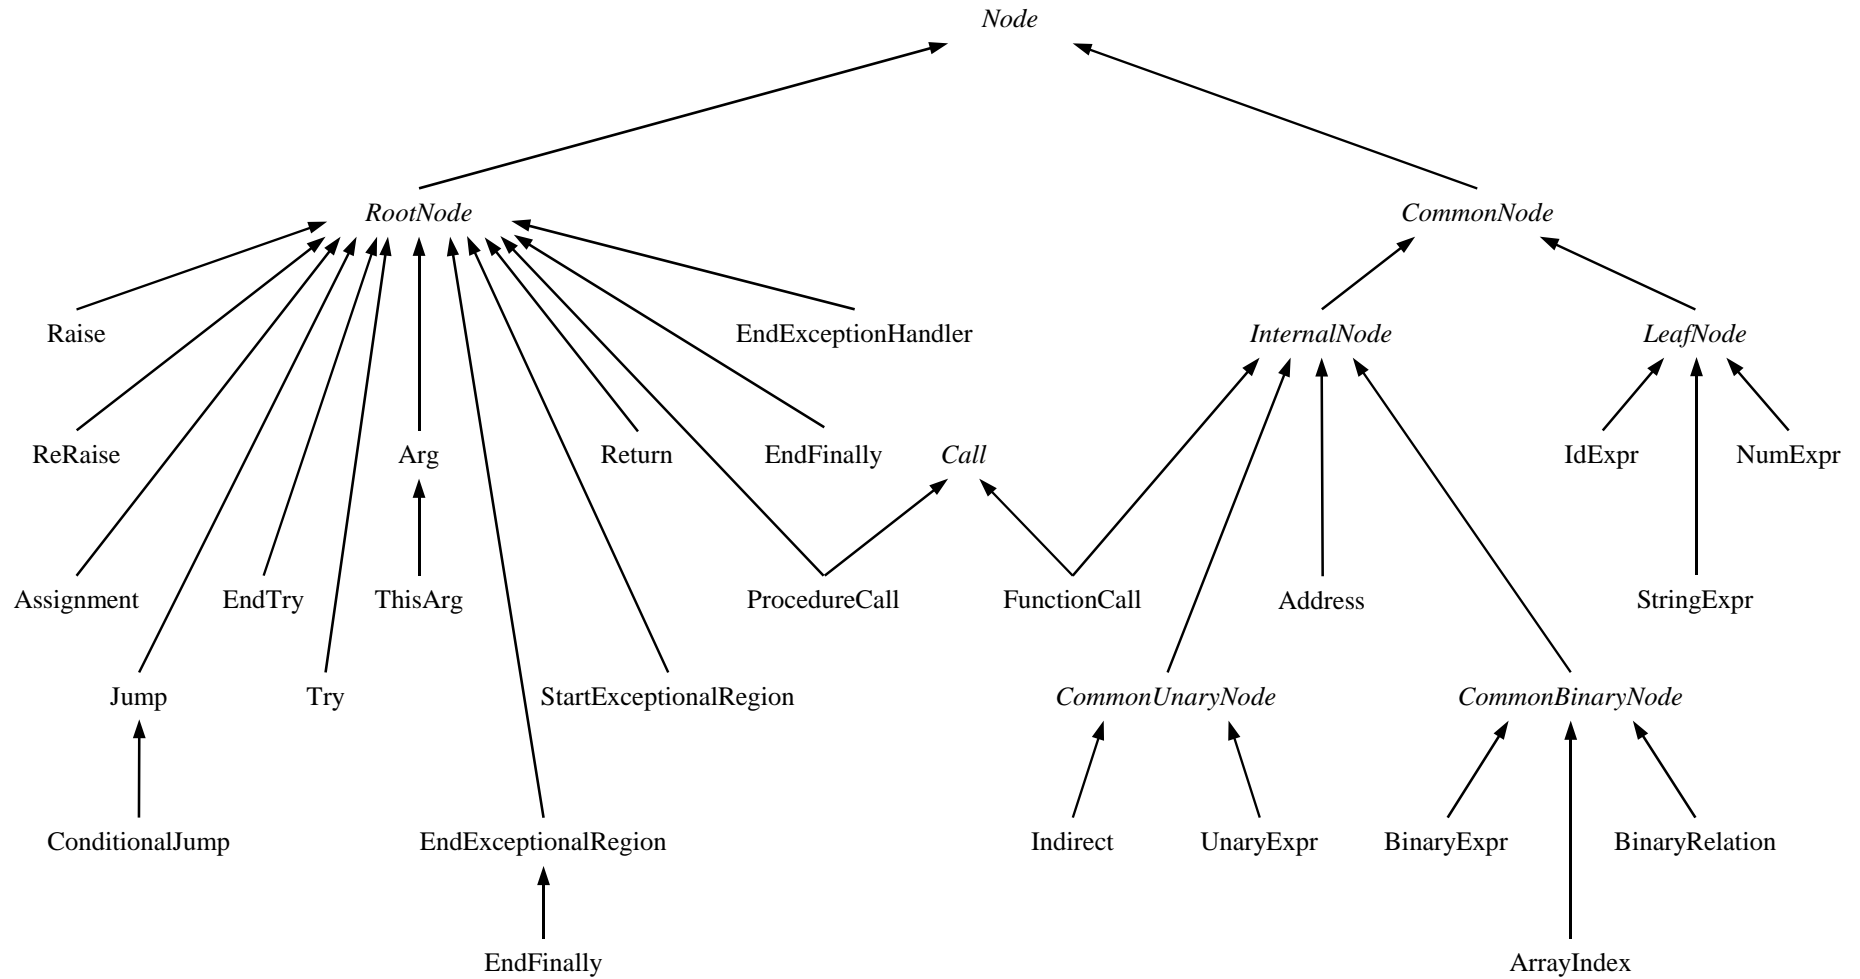 Node
RootNode
CommonNode
Raise
EndExceptionHandler
InternalNode
LeafNode
ReRaise
Arg
Return
EndFinally
Call
IdExpr
NumExpr
Assignment
EndTry
ThisArg
ProcedureCall
FunctionCall
Address
StringExpr
Jump
Try
StartExceptionalRegion
CommonUnaryNode
CommonBinaryNode
ConditionalJump
EndExceptionalRegion
Indirect
UnaryExpr
BinaryExpr
BinaryRelation
EndFinally
ArrayIndex